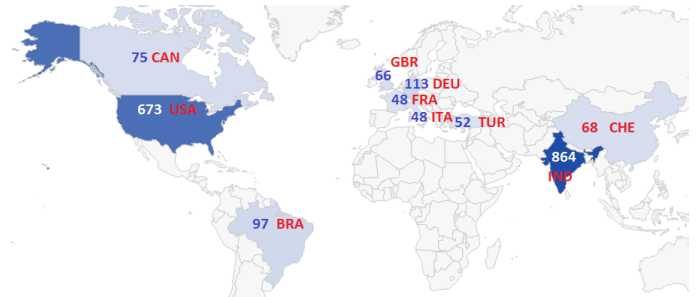 75 CAN
GBR
66
113 DEU
673 USA
48 FRA
48 ITA
52 TUR
68 CHE
864
IND
97 BRA